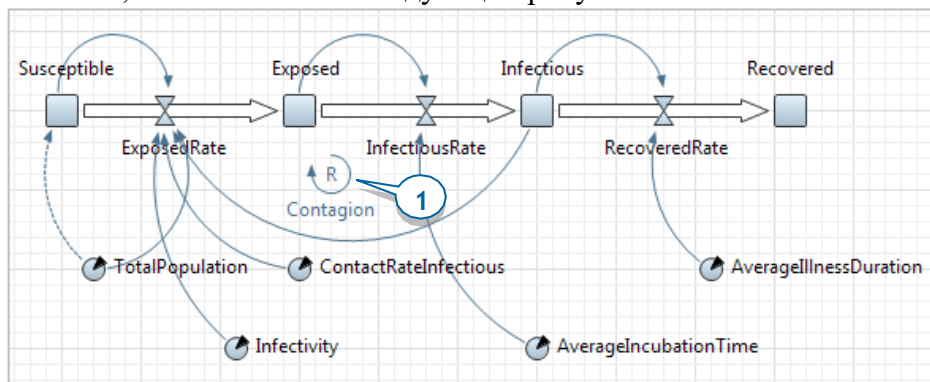 Susceptible
Exposed
Infectious
Recovered
ExposedRate
InfectiousRate
RecoveredRate
R
1
Contagion
TotalPopulation
ContactRateInfectious
AverageIllnessDuration
Infectivity
AverageIncubationTime